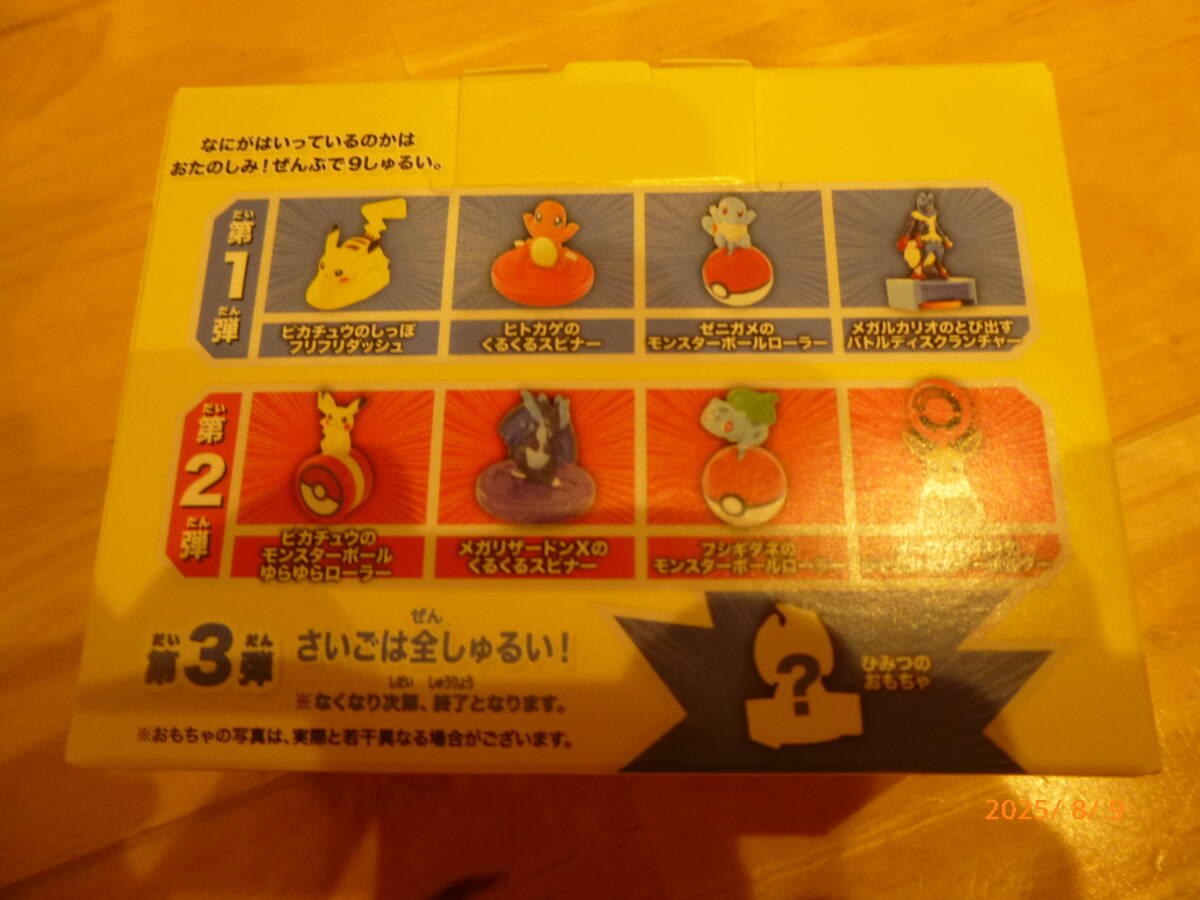 なにがはいっているのかは
おたのしみ!ぜんぶで9しゅるい。
だい
第
1
だん
弾
ピカチュウのしっぽ
フリフリダッシュ
ヒトカゲの
くるくるスピナー
ゼニガメの
モンスターボールローラー
メガルカリオのとび出す
バトルディスクランチャー
だい
第
2
だん
弾
ピカチュウの
モンスターボール
ゆらゆらローラー
メガリザードンXの
くるくるスピナー
フシギダネの
モンスターボールローラー
だい だん ぜん
第3弾 さいごは全しゅるい!
しだい しゅうりょう
※なくなり次第、終了となります。
※おもちゃの写真は、実際と若干異なる場合がございます。
?
ひみつの
おもちゃ
2025/ 8/ 9